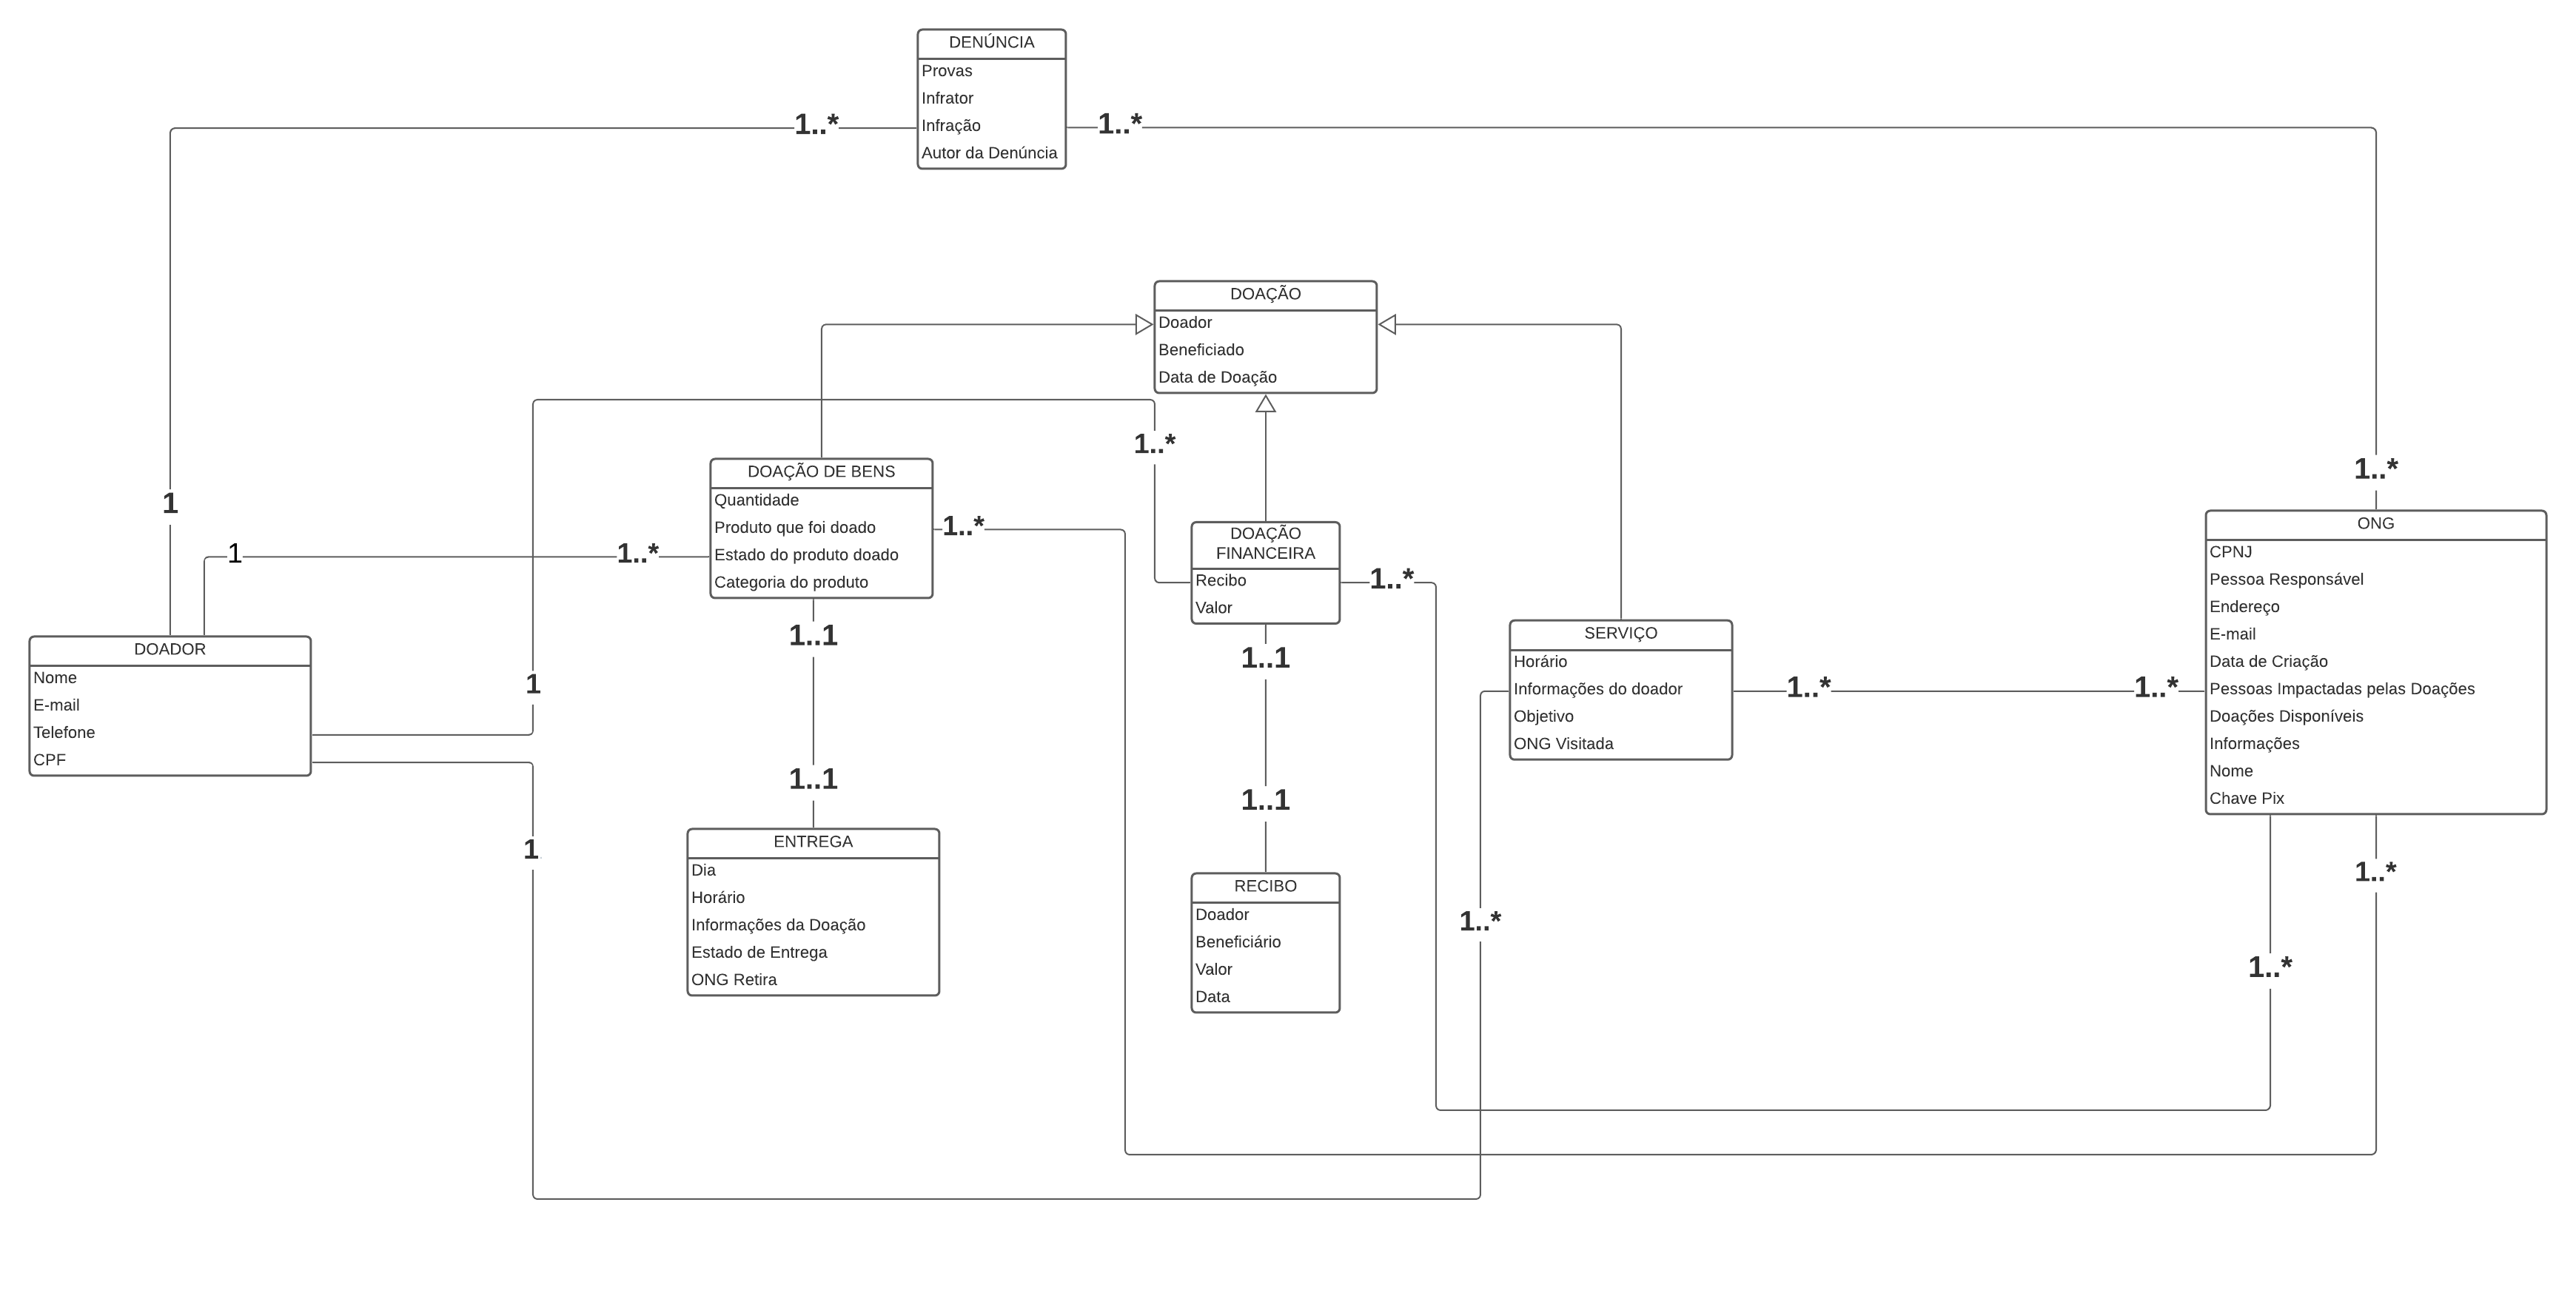 DENÚNCIA
Provas
Infrator
Infração
Autor da Denúncia
1..*
1..*
DOAÇÃO
Doador
Beneficiado
Data de Doação
1..*
1..*
1
DOAÇÃO DE BENS
Quantidade
Produto que foi doado
Estado do produto doado
Categoria do produto
1..*
1
1..*
DOAÇÃO
FINANCEIRA
Recibo
Valor
1..*
ONG
CPNJ
Pessoa Responsável
Endereço
E-mail
Data de Criação
Pessoas Impactadas pelas Doações
Doações Disponíveis
Informações
Nome
Chave Pix
DOADOR
Nome
E-mail
Telefone
CPF
1
1..1
1..1
SERVIÇO
Horário
Informações do doador
Objetivo
ONG Visitada
1..*
1..*
1..1
1..1
1
1..*
ENTREGA
Dia
Horário
Informações da Doação
Estado de Entrega
ONG Retira
RECIBO
Doador
Beneficiário
Valor
Data
1..*
1..*